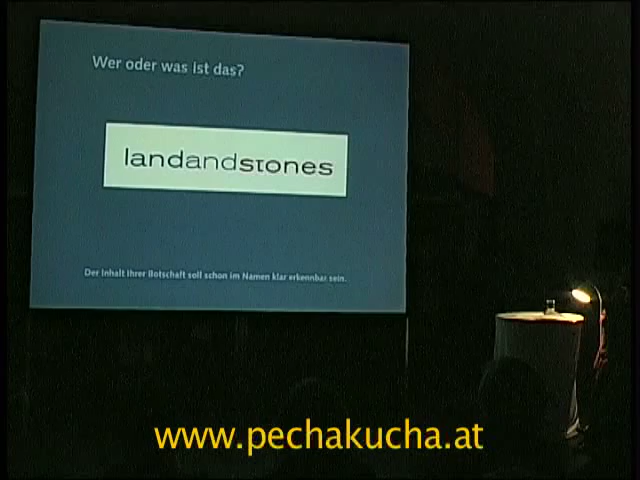 Wer oder was ist das?
landandstones
Der Inhalt Ihrer Botschaft soll schon im Namen klar erkennbar sein.
www.pechakucha.at